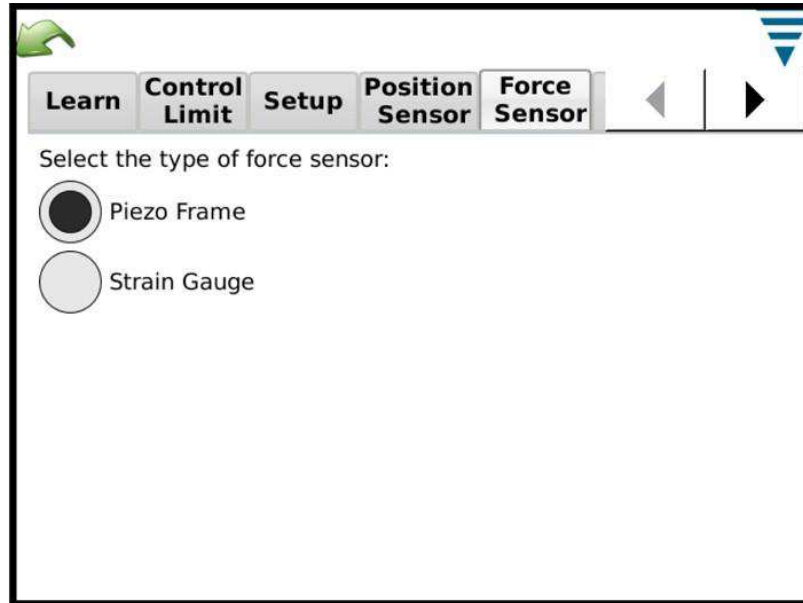 Learn
Control
Limit
Setup
Position
Sensor
Force
Sensor
Select the type of force sensor:
Piezo Frame
Strain Gauge